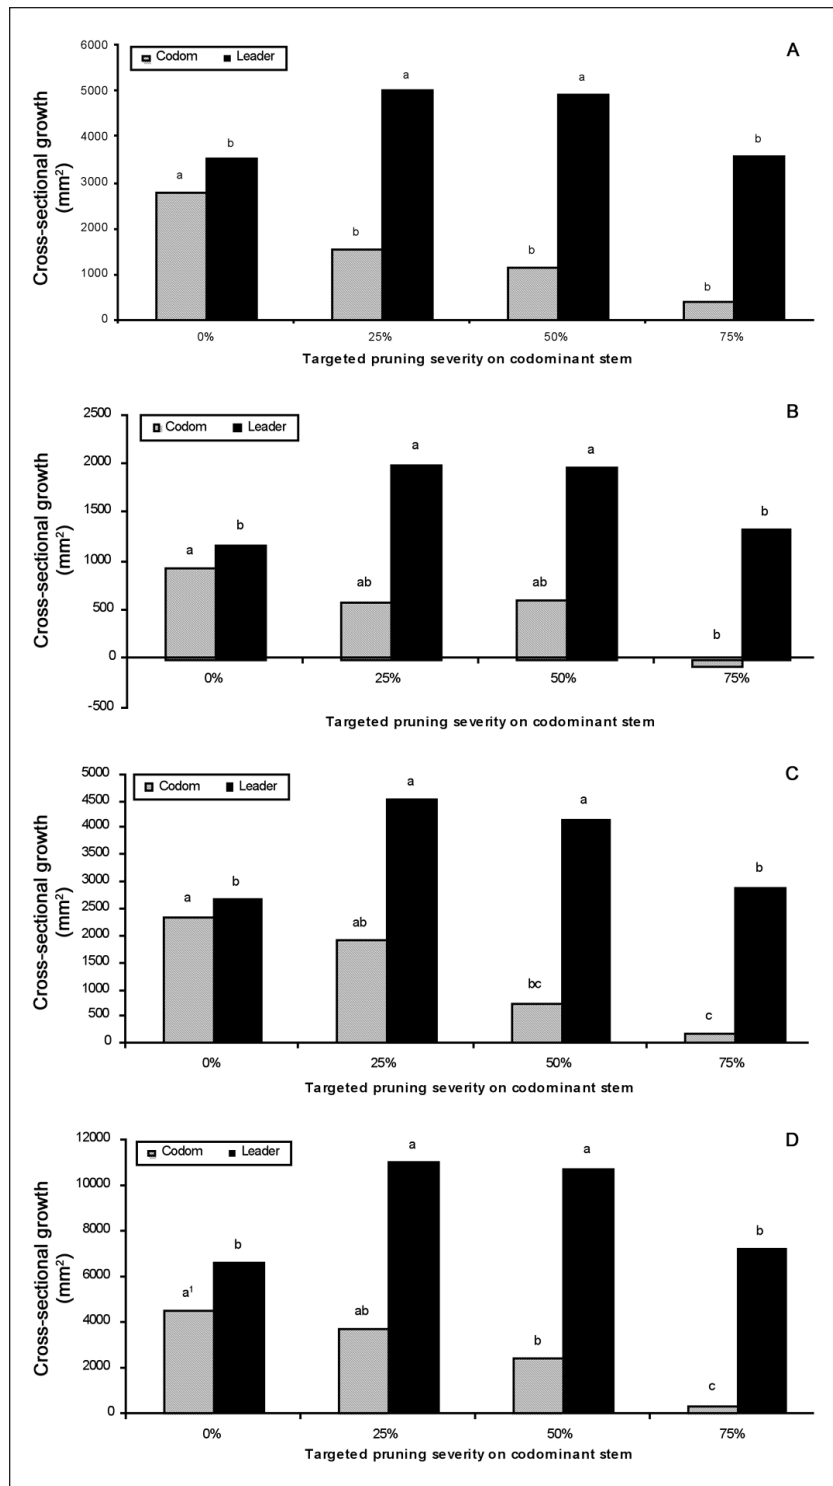 A
Codom Leader
6000
5000
4000
3000
2000
1000
0
Cross-sectional growth
(mm²)
a b
b a
b a
b b
0% 25% 50% 75%
Targeted pruning severity on codominant stem
B
Codom Leader
2500
2000
1500
1000
500
0
-500
Cross-sectional growth
(mm²)
a b
ab a
ab a
b b
0% 25% 50% 75%
Targeted pruning severity on codominant stem
C
Codom Leader
5000
4500
4000
3500
3000
2500
2000
1500
1000
500
0
Cross-sectional growth
(mm²)
a b
ab a
bc a
c b
0% 25% 50% 75%
Targeted pruning severity on codominant stem
D
Codom Leader
12000
10000
8000
6000
4000
2000
0
Cross-sectional growth
(mm²)
a¹ b
ab a
b a
c b
0% 25% 50% 75%
Targeted pruning severity on codominant stem